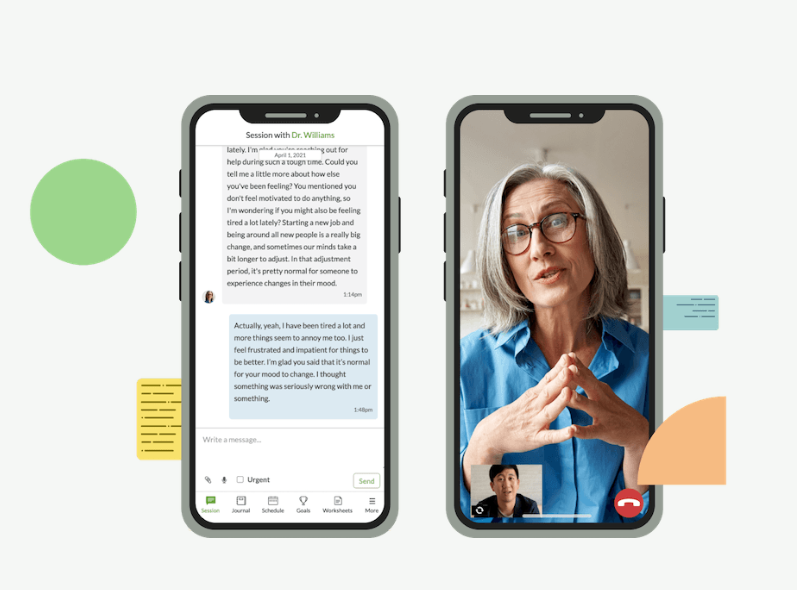 Session with Dr. Williams
April 1, 2021
lately. I'm glad you're reaching out for
help during such a tough time. Could you
tell me a little more about how else
you've been feeling? You mentioned you
don't feel motivated to do anything, so
I'm wondering if you might also be feeling
tired a lot lately? Starting a new job and
being around all new people is a really big
change, and sometimes our minds take a
bit longer to adjust. In that adjustment
period, it's pretty normal for someone to
experience changes in their mood.
1:14pm
Actually, yeah, I have been tired a lot and
more things seem to annoy me too. I just
feel frustrated and impatient for things to
be better. I'm glad you said that it's normal
for your mood to change. I thought
something was seriously wrong with me or
something.
1:48pm
Write a message...
Urgent
Send
Session Journal Schedule Goals Worksheets More